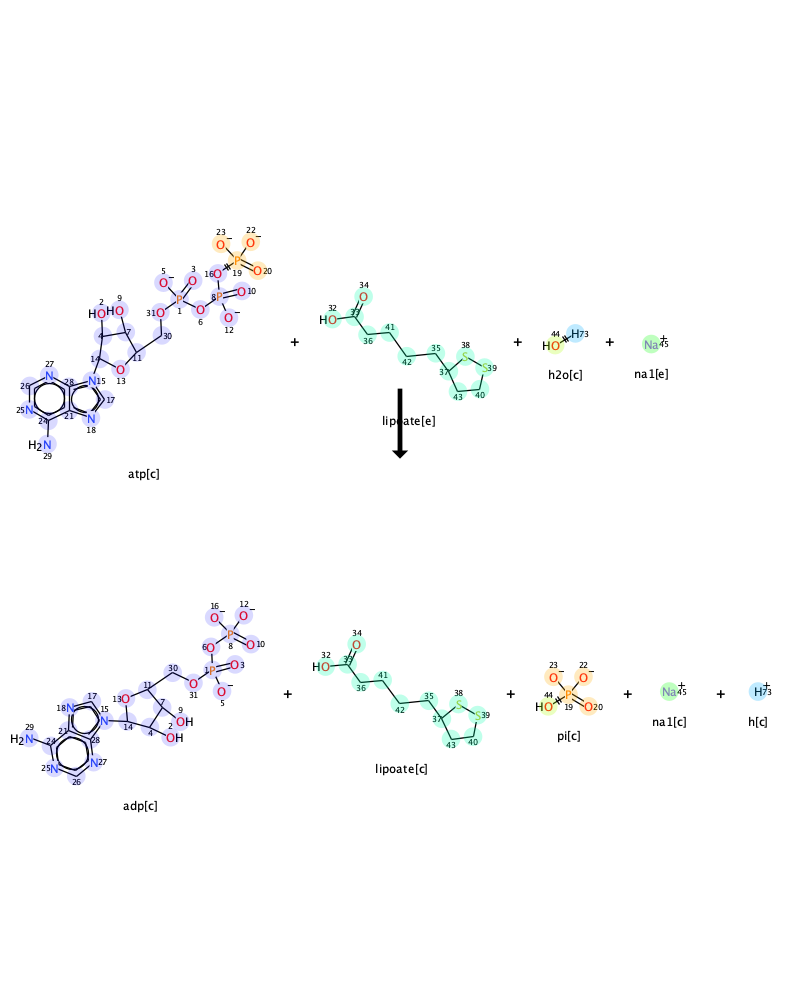 23 − 22 −
O O
5 − 3 16 P O 20
O O O 19
2 9 8 P O 10
HO HO 31 O P O
1 6 O −
4 7 12
30
27 14 11
N 28 O
26 N 15 13
25 N 17
24 21 N
18
H₂N
29
atp[c]
+
34
O
32 33
HO 41 35 38
36 S
42 37 S 39
43 40
lipoate[e]
+
44
HO H 73
h2o[c]
+
Na +
45
na1[e]
16 − 12 −
O O
6 P O 10
O 8
30 1 P O 3
11 O O −
13 O 31 5
17 7 9
18 N 15 OH
29 21 N 14 4 2
H₂N 24 28 OH
25 N N 27
26
adp[c]
+
34
O
32 33
HO 41 35 38
36 S
42 37 S 39
43 40
lipoate[c]
+
23 − 22 −
O O
44 P
HO 19 O 20
pi[c]
+
Na +
45
na1[c]
+
H +
73
h[c]